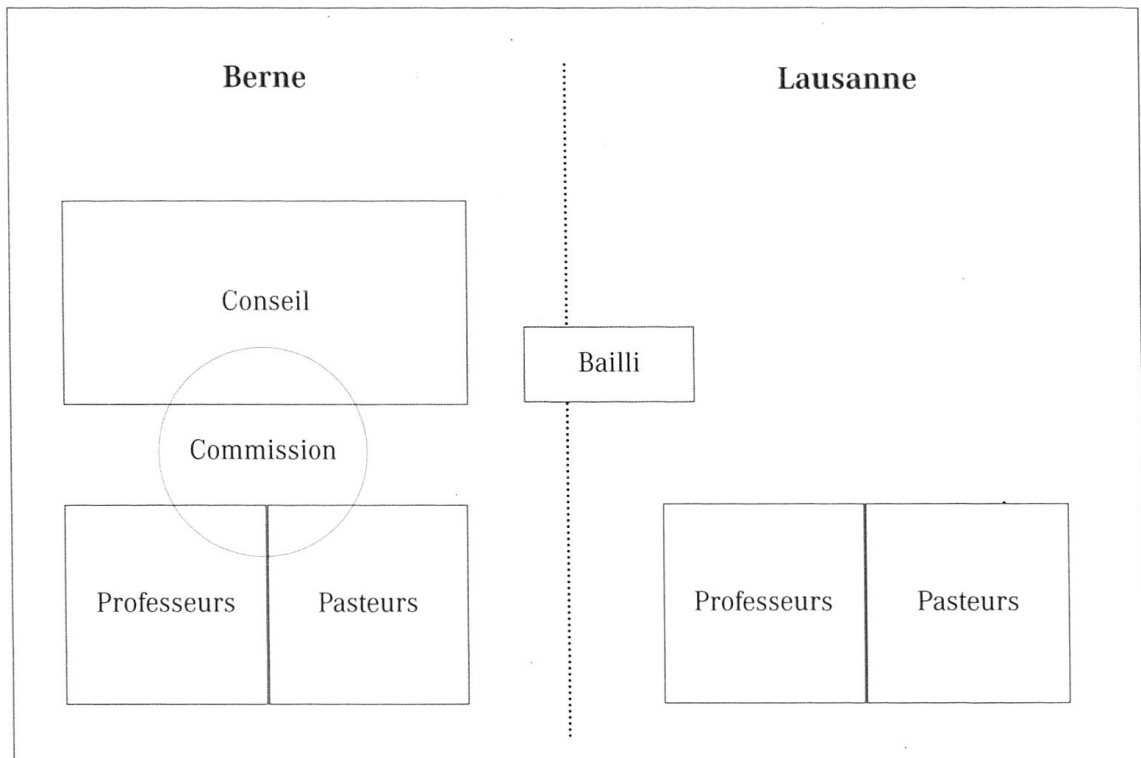 Berne
Lausanne
Conseil
Bailli
Commission
Professeurs
Pasteurs
Professeurs
Pasteurs